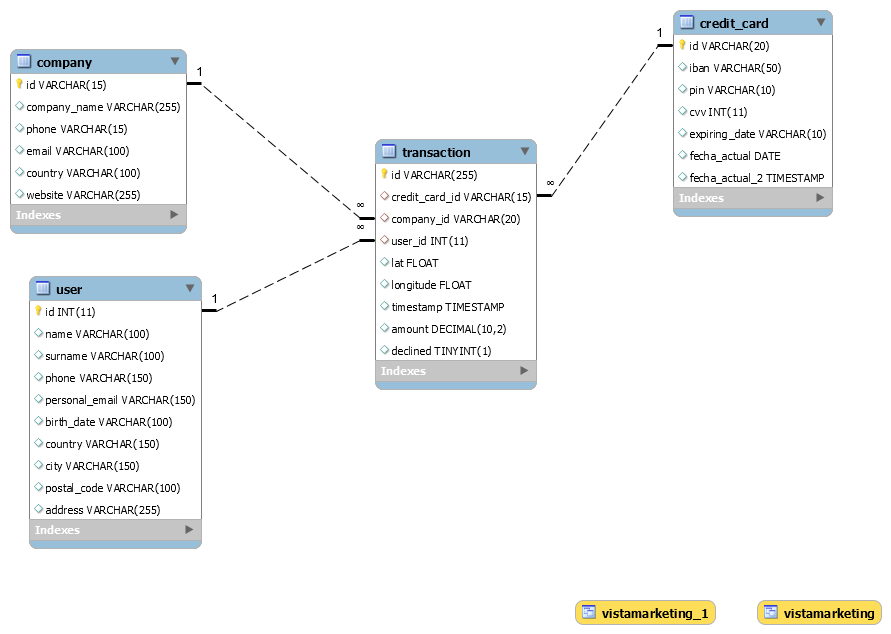 company
id VARCHAR(15)
company_name VARCHAR(255)
phone VARCHAR(15)
email VARCHAR(100)
country VARCHAR(100)
website VARCHAR(255)
Indexes
1
user
id INT(11)
name VARCHAR(100)
surname VARCHAR(100)
phone VARCHAR(150)
personal_email VARCHAR(150)
birth_date VARCHAR(100)
country VARCHAR(150)
city VARCHAR(150)
postal_code VARCHAR(100)
address VARCHAR(255)
Indexes
1
∞
∞
transaction
id VARCHAR(255)
credit_card_id VARCHAR(15)
company_id VARCHAR(20)
user_id INT(11)
lat FLOAT
longitude FLOAT
timestamp TIMESTAMP
amount DECIMAL(10,2)
declined TINYINT(1)
Indexes
∞
1
credit_card
id VARCHAR(20)
iban VARCHAR(50)
pin VARCHAR(10)
cvv INT(11)
expiring_date VARCHAR(10)
fecha_actual DATE
fecha_actual_2 TIMESTAMP
Indexes
vistamarketing_1
vistamarketing